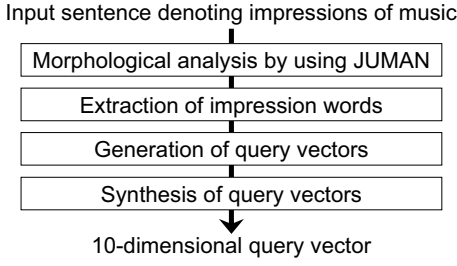 Input sentence denoting impressions of music
Morphological analysis by using JUMAN
Extraction of impression words
Generation of query vectors
Synthesis of query vectors
10-dimensional query vector